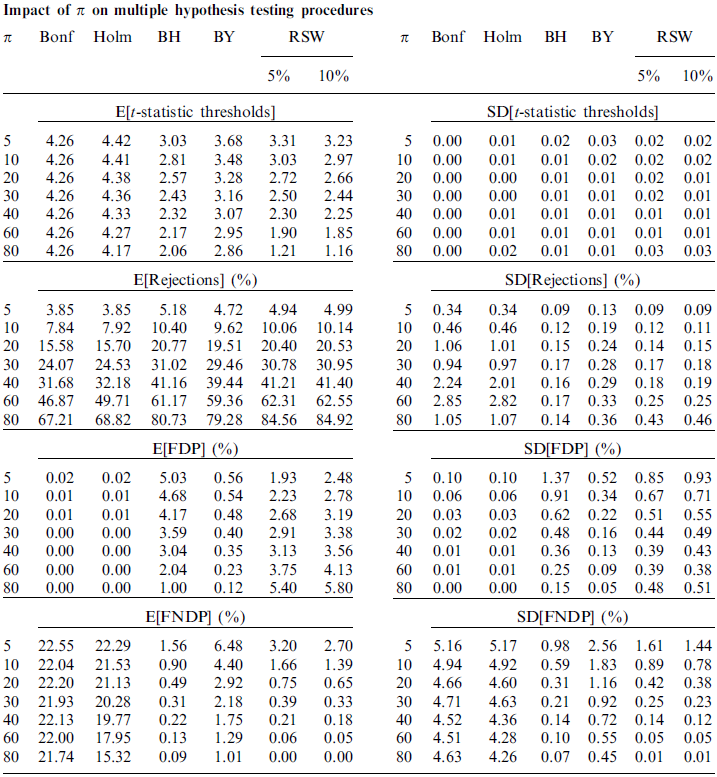 Impact of π on multiple hypothesis testing procedures
π Bonf Holm BH BY RSW π Bonf Holm BH BY RSW
5% 10% 5% 10%
E[t-statistic thresholds] SD[t-statistic thresholds]
5 4.26 4.42 3.03 3.68 3.31 3.23 5 0.00 0.01 0.02 0.03 0.02 0.02
10 4.26 4.41 2.81 3.48 3.03 2.97 10 0.00 0.01 0.01 0.02 0.02 0.02
20 4.26 4.38 2.57 3.28 2.72 2.66 20 0.00 0.00 0.01 0.01 0.02 0.01
30 4.26 4.36 2.43 3.16 2.50 2.44 30 0.00 0.00 0.01 0.01 0.02 0.01
40 4.26 4.33 2.32 3.07 2.30 2.25 40 0.00 0.01 0.01 0.01 0.01 0.01
60 4.26 4.27 2.17 2.95 1.90 1.85 60 0.00 0.01 0.01 0.01 0.01 0.01
80 4.26 4.17 2.06 2.86 1.21 1.16 80 0.00 0.02 0.01 0.01 0.03 0.03
E[Rejections] (%) SD[Rejections] (%)
5 3.85 3.85 5.18 4.72 4.94 4.99 5 0.34 0.34 0.09 0.13 0.09 0.09
10 7.84 7.92 10.40 9.62 10.06 10.14 10 0.46 0.46 0.12 0.19 0.12 0.11
20 15.58 15.70 20.77 19.51 20.40 20.53 20 1.06 1.01 0.15 0.24 0.14 0.15
30 24.07 24.53 31.02 29.46 30.78 30.95 30 0.94 0.97 0.17 0.28 0.17 0.18
40 31.68 32.18 41.16 39.44 41.21 41.40 40 2.24 2.01 0.16 0.29 0.18 0.19
60 46.87 49.71 61.17 59.36 62.31 62.55 60 2.85 2.82 0.17 0.33 0.25 0.25
80 67.21 68.82 80.73 79.28 84.56 84.92 80 1.05 1.07 0.14 0.36 0.43 0.46
E[FDP] (%) SD[FDP] (%)
5 0.02 0.02 5.03 0.56 1.93 2.48 5 0.10 0.10 1.37 0.52 0.85 0.93
10 0.01 0.01 4.68 0.54 2.23 2.78 10 0.06 0.06 0.91 0.34 0.67 0.71
20 0.01 0.01 4.17 0.48 2.68 3.19 20 0.03 0.03 0.62 0.22 0.51 0.55
30 0.00 0.00 3.59 0.40 2.91 3.38 30 0.02 0.02 0.48 0.16 0.44 0.49
40 0.00 0.00 3.04 0.35 3.13 3.56 40 0.01 0.01 0.36 0.13 0.39 0.43
60 0.00 0.00 2.04 0.23 3.75 4.13 60 0.01 0.01 0.25 0.09 0.39 0.38
80 0.00 0.00 1.00 0.12 5.40 5.80 80 0.00 0.00 0.15 0.05 0.48 0.51
E[FNDP] (%) SD[FNDP] (%)
5 22.55 22.29 1.56 6.48 3.20 2.70 5 5.16 5.17 0.98 2.56 1.61 1.44
10 22.04 21.53 0.90 4.40 1.66 1.39 10 4.94 4.92 0.59 1.83 0.89 0.78
20 22.20 21.13 0.49 2.92 0.75 0.65 20 4.66 4.60 0.31 1.16 0.42 0.38
30 21.93 20.28 0.31 2.18 0.39 0.33 30 4.71 4.63 0.21 0.92 0.25 0.23
40 22.13 19.77 0.22 1.75 0.21 0.18 40 4.52 4.36 0.14 0.72 0.14 0.12
60 22.00 17.95 0.13 1.29 0.06 0.05 60 4.51 4.28 0.10 0.55 0.05 0.05
80 21.74 15.32 0.09 1.01 0.00 0.00 80 4.63 4.26 0.07 0.45 0.01 0.01